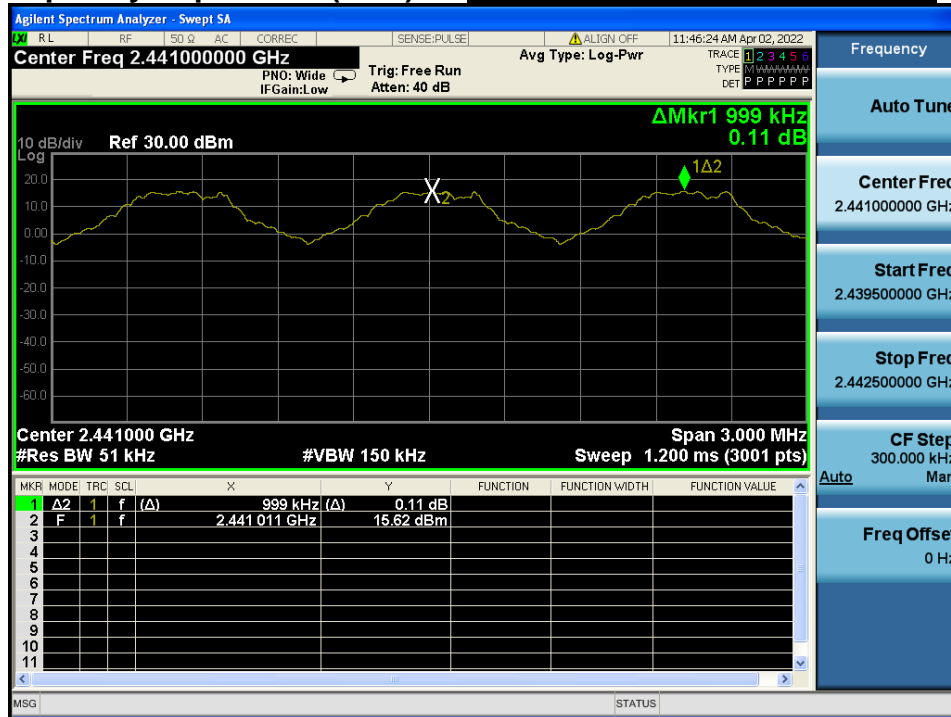 Agilent Spectrum Analyzer - Swept SA
LXI RL RF 50 Ω AC CORREC SENSE:PULSE ALIGN OFF 11:46:24 AM Apr 02, 2022
Center Freq 2.441000000 GHz
PNO: Wide
IFGain:Low
Trig: Free Run
Atten: 40 dB
Avg Type: Log-Pwr
TRACE 1 2 3 4 5 6
TYPE MWWWWW
DET P P P P P P
ΔMkr1 999 kHz
0.11 dB
10 dB/div Ref 30.00 dBm
Log
20.0
10.0
0.00
-10.0
-20.0
-30.0
-40.0
-50.0
-60.0
X2
1Δ2
Center 2.441000 GHz Span 3.000 MHz
#Res BW 51 kHz #VBW 150 kHz Sweep 1.200 ms (3001 pts)
MKR MODE TRC SCL X Y FUNCTION FUNCTION WIDTH FUNCTION VALUE
1 Δ2 1 f (Δ) 999 kHz (Δ) 0.11 dB
2 F 1 f 2.441 011 GHz 15.62 dBm
3
4
5
6
7
8
9
10
11
MSG STATUS
Frequency
Auto Tune
Center Freq
2.441000000 GHz
Start Freq
2.439500000 GHz
Stop Freq
2.442500000 GHz
CF Step
300.000 kHz
Auto Man
Freq Offset
0 Hz